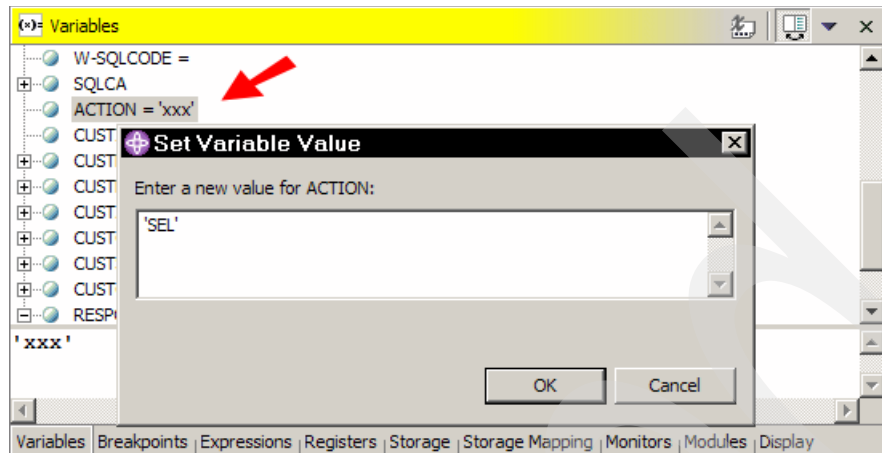 (x)= Variables
W-SQLCODE =
SQLCA
ACTION = 'xxx'
CUST
CUST
CUST
CUST
CUST
CUST
CUST
RESP
'xxx'
Set Variable Value
Enter a new value for ACTION:
'SEL'
OK Cancel
Variables Breakpoints Expressions Registers Storage Storage Mapping Monitors Modules Display